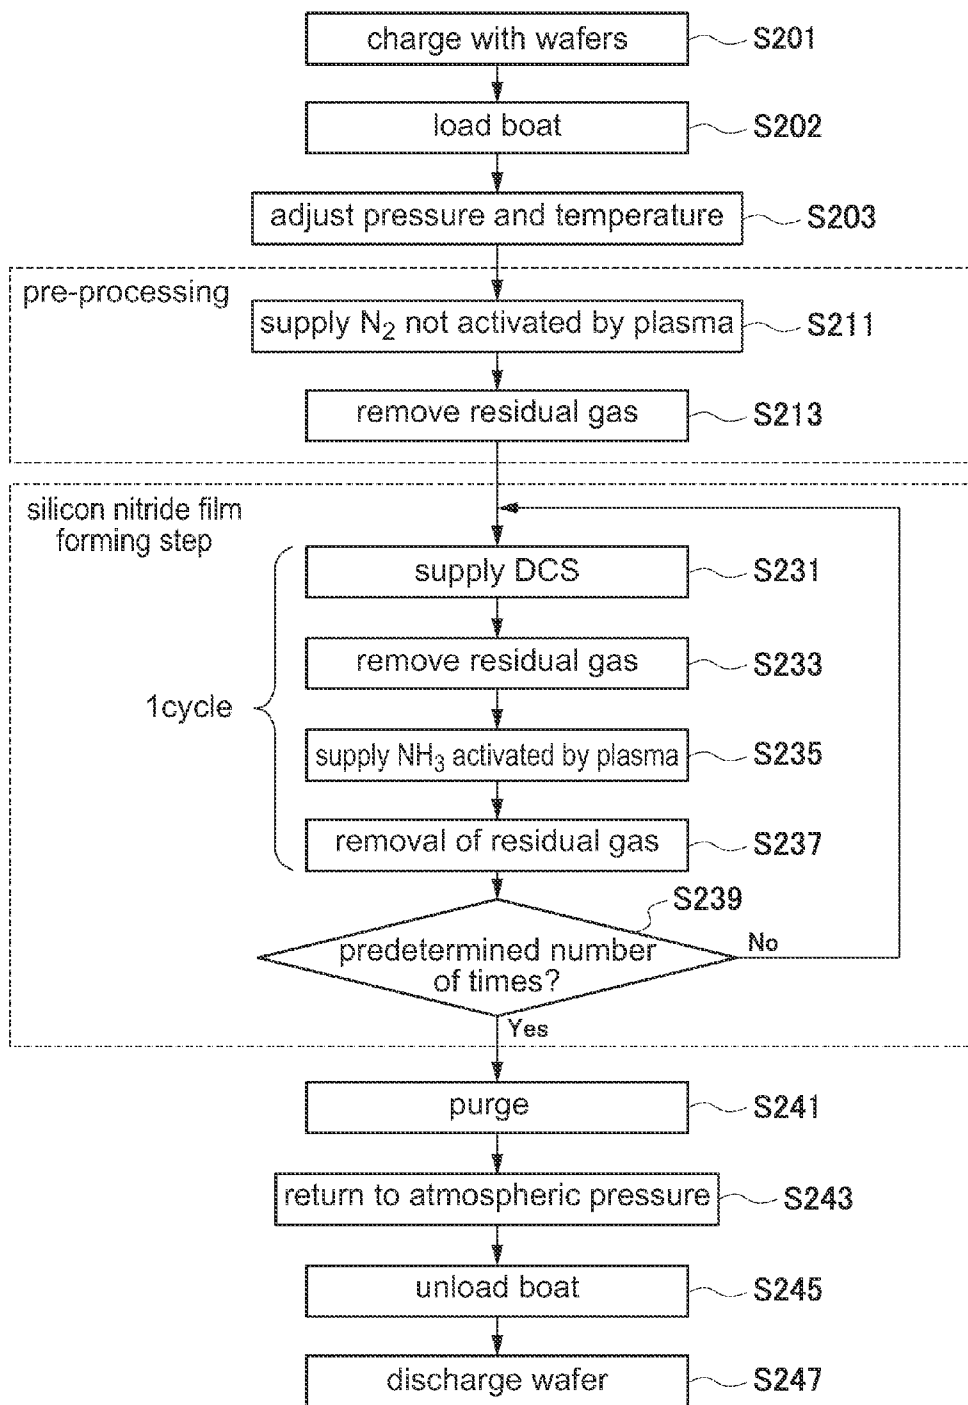 charge with wafers S201
load boat S202
adjust pressure and temperature S203
pre-processing
supply N₂ not activated by plasma S211
remove residual gas S213
silicon nitride film
forming step
supply DCS S231
remove residual gas S233
1cycle
supply NH₃ activated by plasma S235
removal of residual gas S237
S239
predetermined number
of times?
No
Yes
purge S241
return to atmospheric pressure S243
unload boat S245
discharge wafer S247